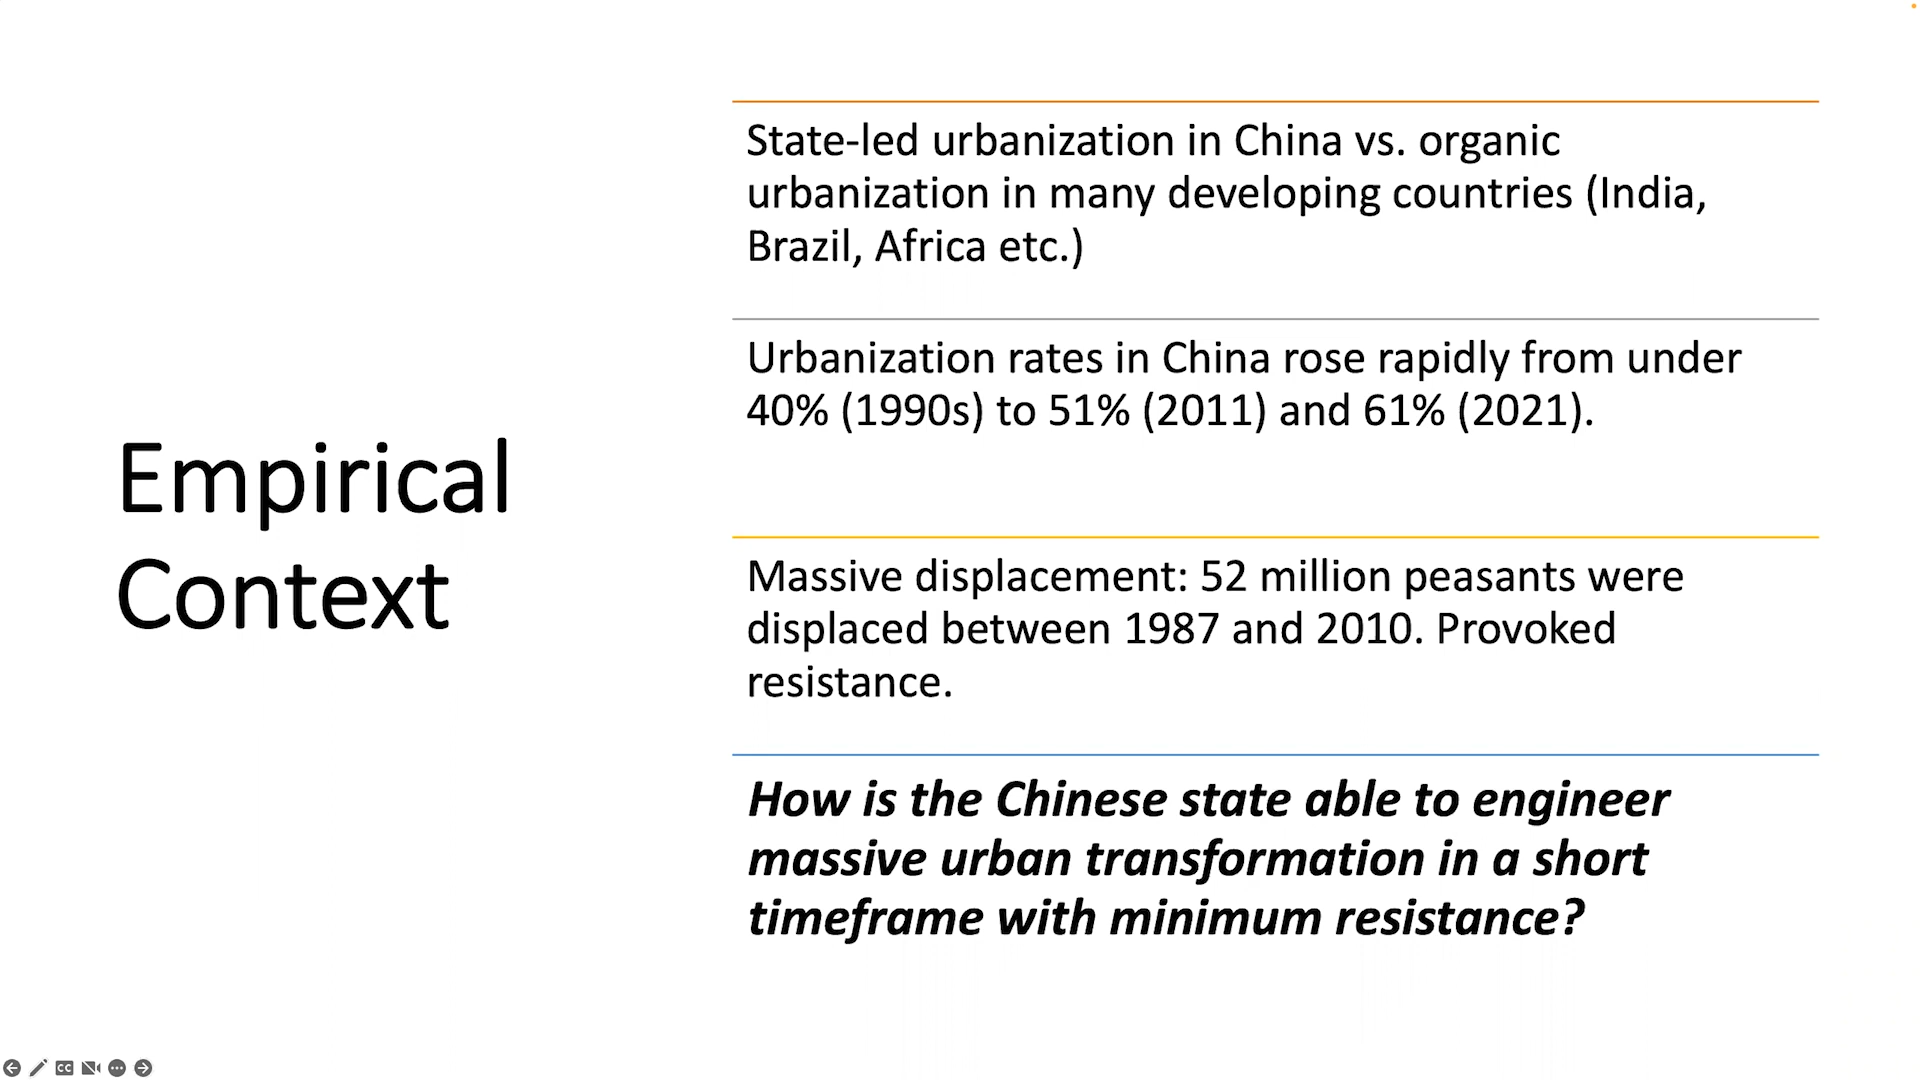 Empirical
Context
State-led urbanization in China vs. organic
urbanization in many developing countries (India,
Brazil, Africa etc.)
Urbanization rates in China rose rapidly from under
40% (1990s) to 51% (2011) and 61% (2021).
Massive displacement: 52 million peasants were
displaced between 1987 and 2010. Provoked
resistance.
How is the Chinese state able to engineer
massive urban transformation in a short
timeframe with minimum resistance?
CC